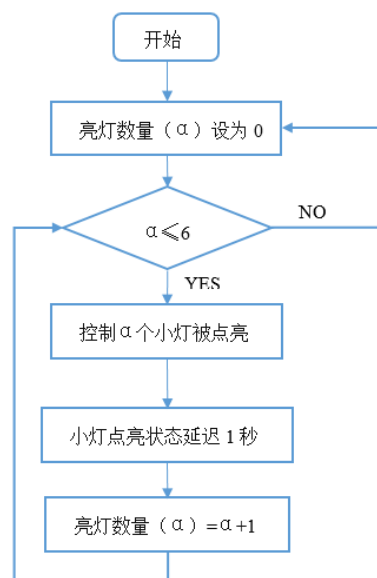 开始
亮灯数量（α）设为 0
α≤6
NO
YES
控制α个小灯被点亮
小灯点亮状态延迟 1 秒
亮灯数量（α）=α+1